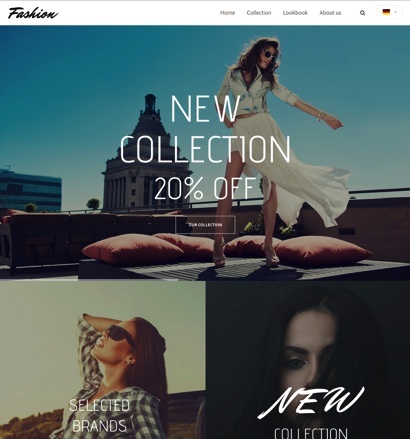 Fashion
Home Collection Lookbook About us
NEW
COLLECTION
20% OFF
OUR COLLECTION
SELECTED
BRANDS
NEW
COLLECTION